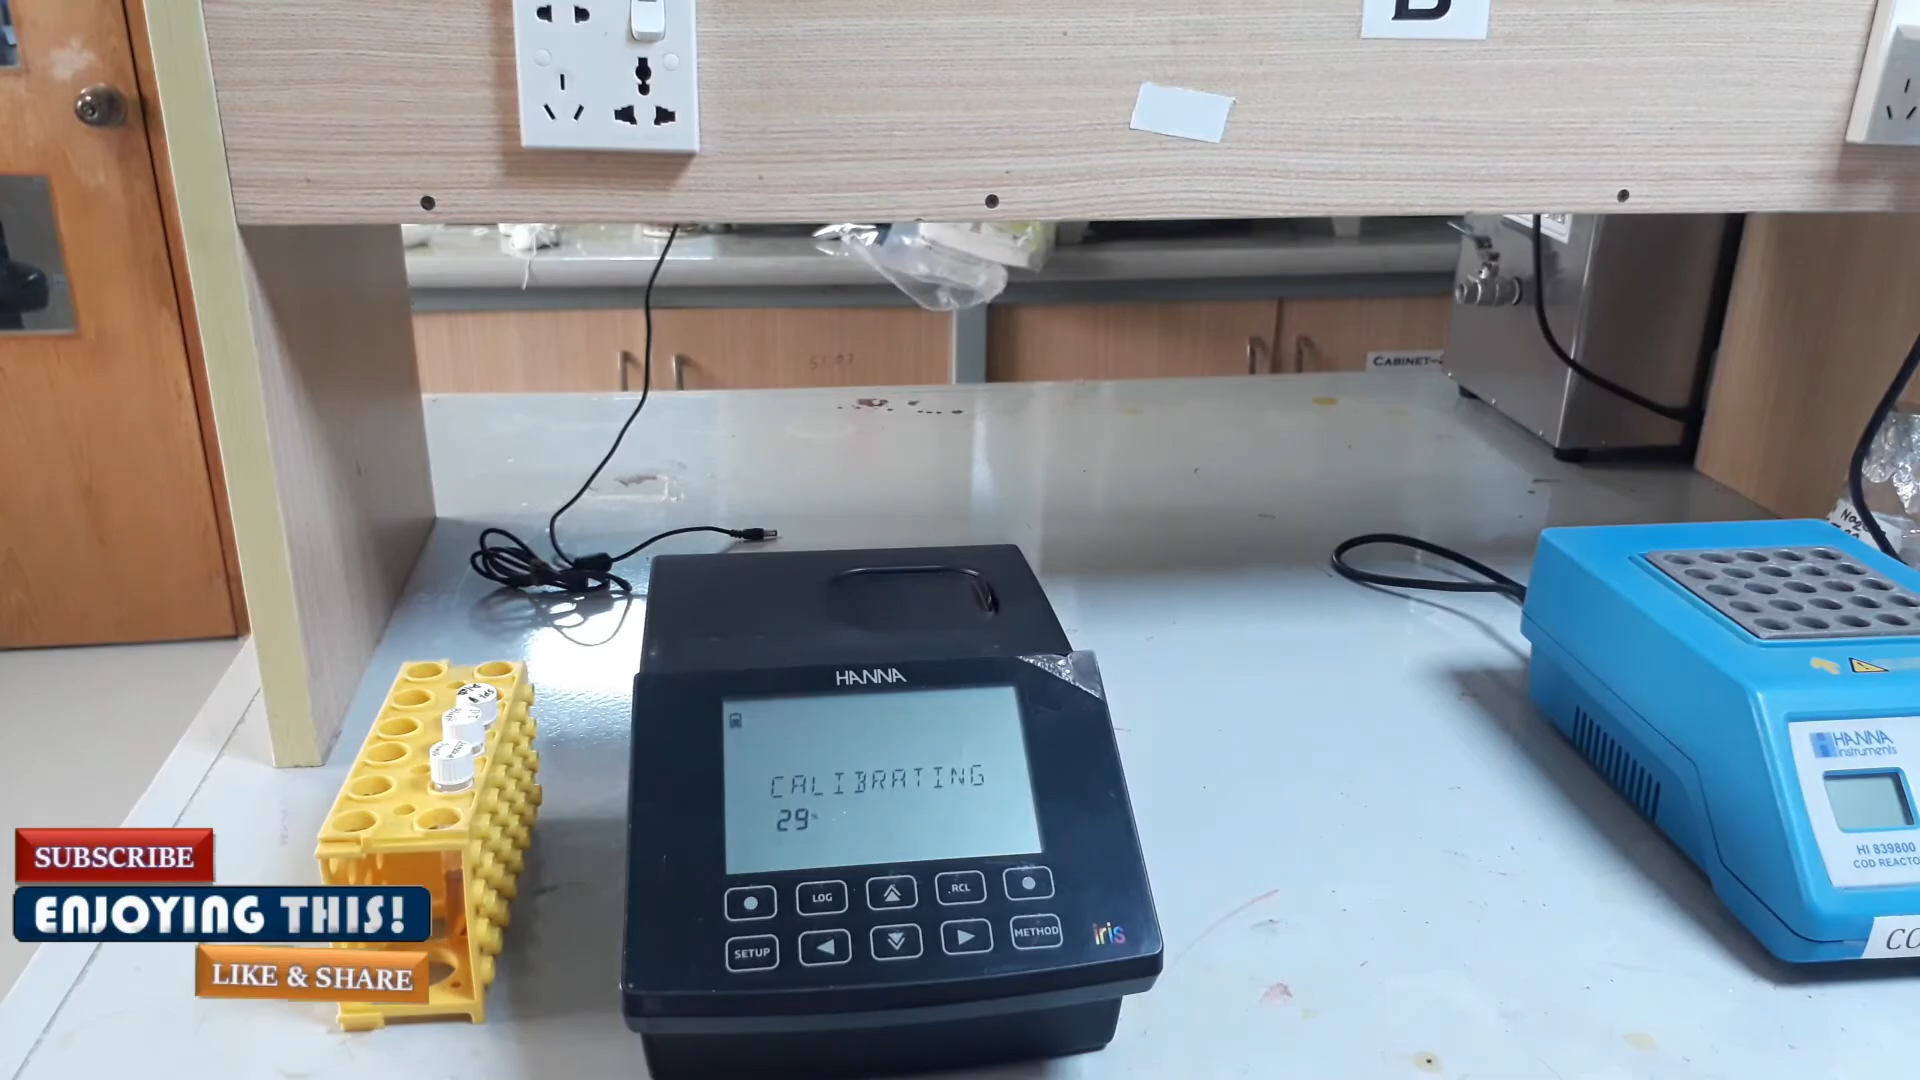 B
CABINET-
HANNA
CALIBRATING
29%
LOG
RCL
SETUP
METHOD
iris
HANNA
instruments
HI 839800
COD REACTO
CO
SUBSCRIBE
ENJOYING THIS!
LIKE & SHARE